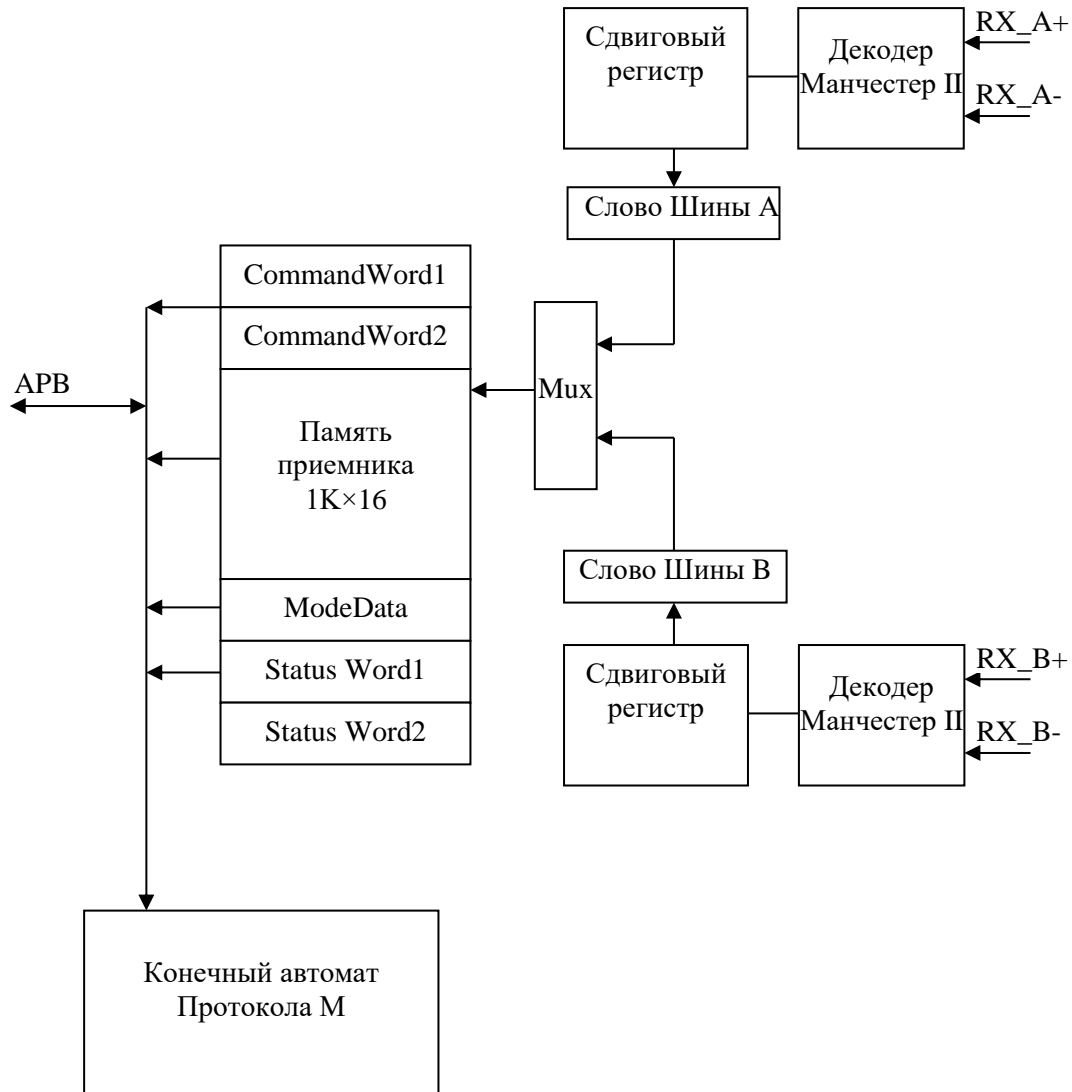 Сдвиговый
регистр
Декодер
Манчестер II
RX_A+
RX_A-
Слово Шины А
CommandWord1
CommandWord2
APB
Память
приемника
1K×16
Mux
ModeData
Status Word1
Status Word2
Слово Шины В
Сдвиговый
регистр
Декодер
Манчестер II
RX_B+
RX_B-
Конечный автомат
Протокола М